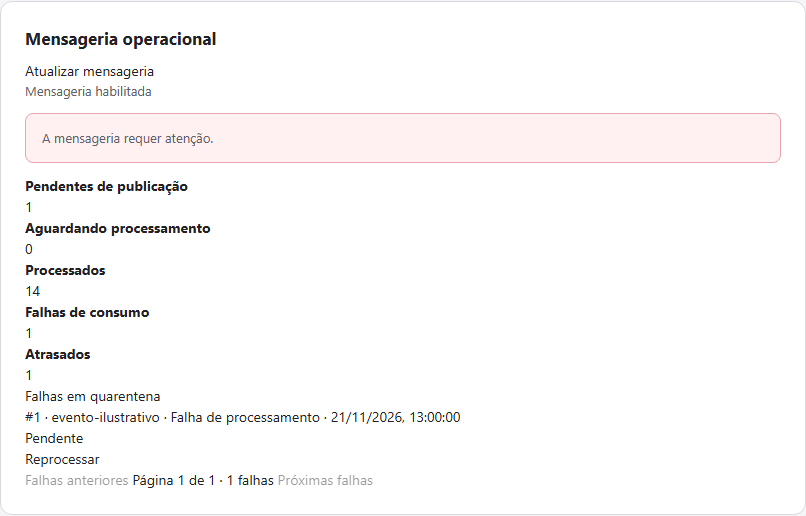 Mensageria operacional
Atualizar mensageria
Mensageria habilitada
A mensageria requer atenção.
Pendentes de publicação
1
Aguardando processamento
0
Processados
14
Falhas de consumo
1
Atrasados
1
Falhas em quarentena
#1 · evento-ilustrativo · Falha de processamento · 21/11/2026, 13:00:00
Pendente
Reprocessar
Falhas anteriores Página 1 de 1 · 1 falhas Próximas falhas